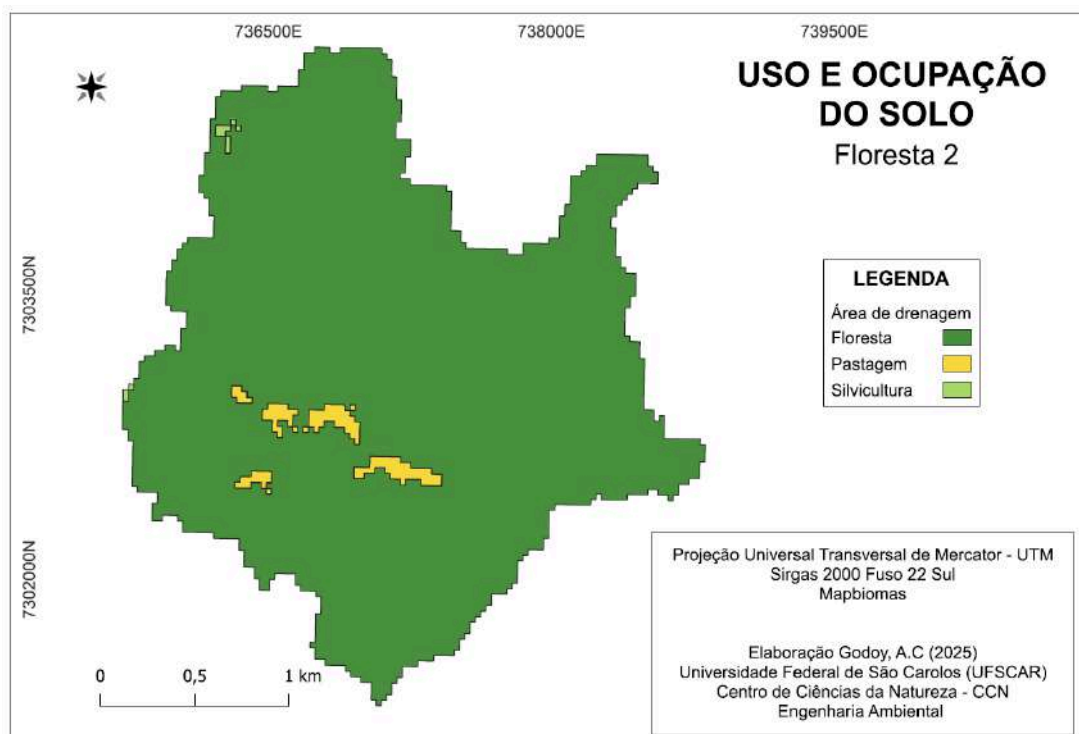 736500E
738000E
739500E
USO E OCUPAÇÃO
DO SOLO
Floresta 2
7303500N
LEGENDA
Área de drenagem
Floresta
Pastagem
Silvicultura
7302000N
Projeção Universal Transversal de Mercator - UTM
Sirgas 2000 Fuso 22 Sul
Mapbiomas
Elaboração Godoy, A.C (2025)
Universidade Federal de São Carolos (UFSCAR)
Centro de Ciências da Natureza - CCN
Engenharia Ambiental
0 0,5 1 km